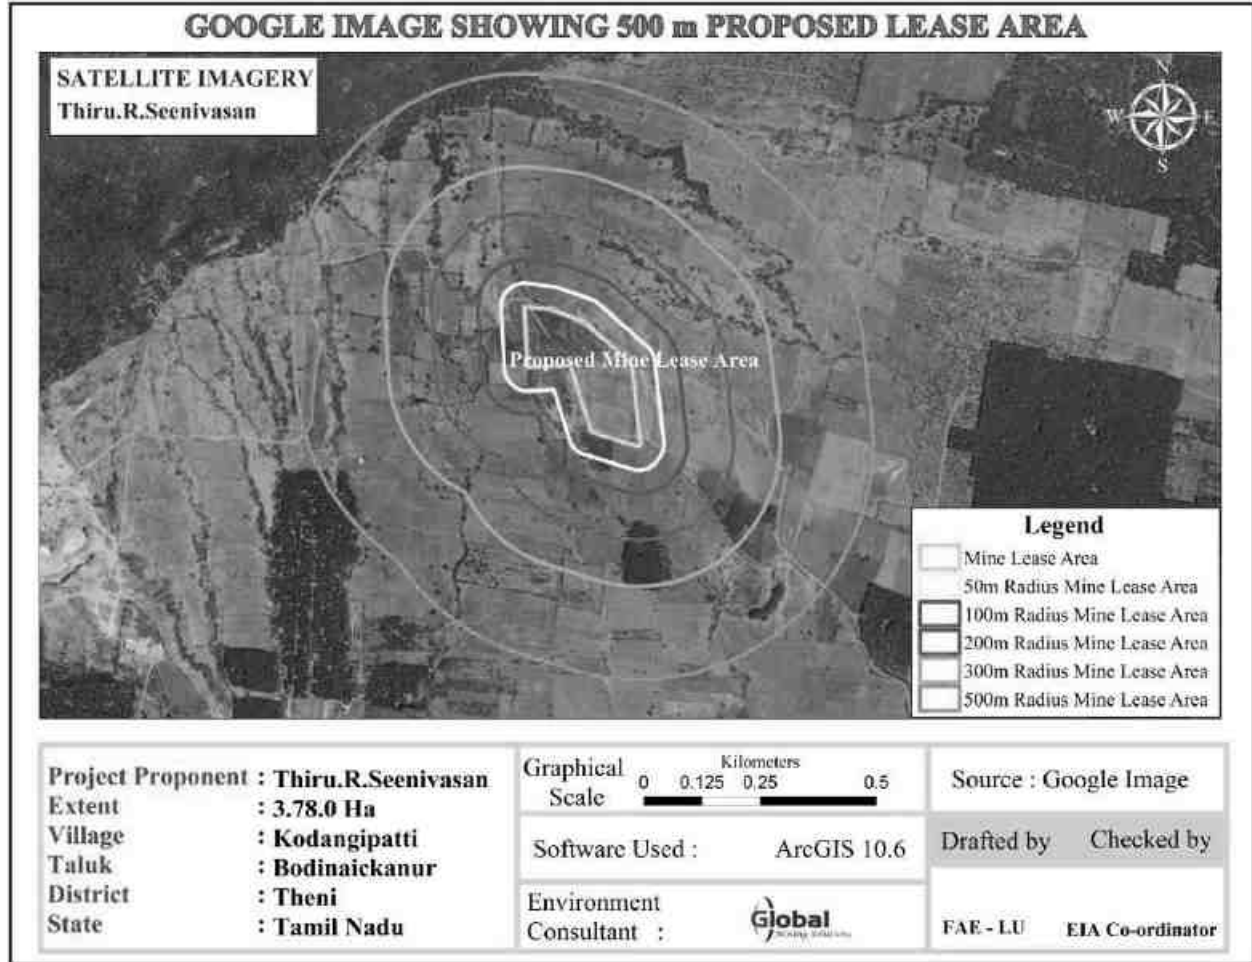 GOOGLE IMAGE SHOWING 500 m PROPOSED LEASE AREA
SATELLITE IMAGERY
Thiru.R.Seenivasan
N
W E
S
Proposed Mine Lease Area
Legend
Mine Lease Area
50m Radius Mine Lease Area
100m Radius Mine Lease Area
200m Radius Mine Lease Area
300m Radius Mine Lease Area
500m Radius Mine Lease Area
Project Proponent : Thiru.R.Seenivasan
Extent : 3.78.0 Ha
Village : Kodangipatti
Taluk : Bodinaickanur
District : Theni
State : Tamil Nadu
Graphical Scale
Kilometers
0 0.125 0.25 0.5
Software Used : ArcGIS 10.6
Environment
Consultant :
Global
Mining Solutions
Source : Google Image
Drafted by Checked by
FAE - LU EIA Co-ordinator